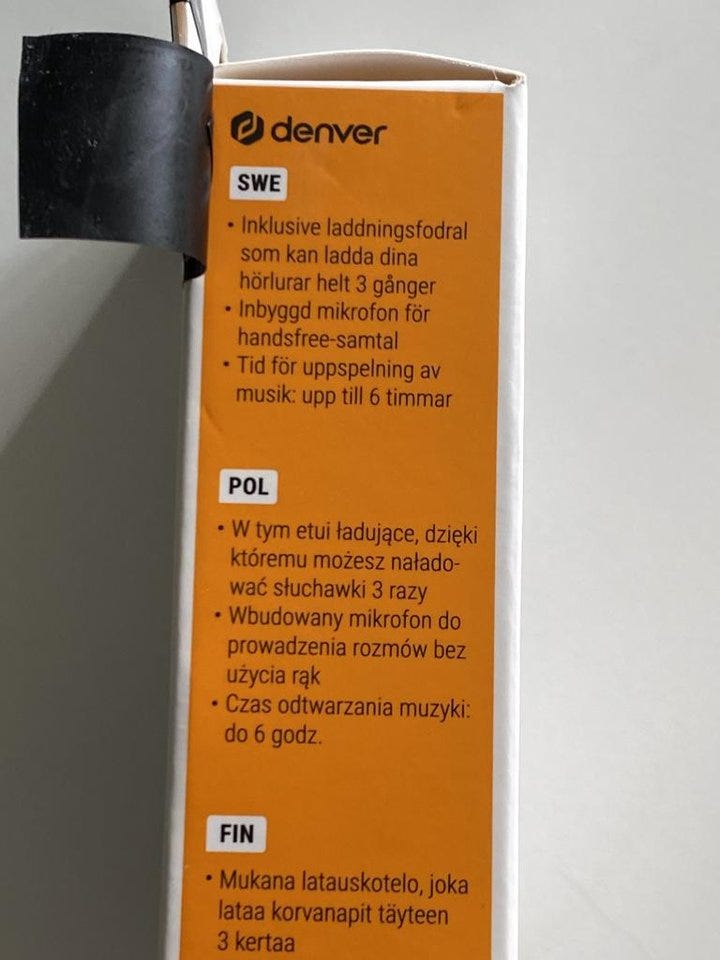 denver
SWE
• Inklusive laddningsfodral
som kan ladda dina
hörlurar helt 3 gånger
• Inbyggd mikrofon för
handsfree-samtal
• Tid för uppspelning av
musik: upp till 6 timmar
POL
• W tym etui ładujące, dzięki
któremu możesz nałado-
wać słuchawki 3 razy
• Wbudowany mikrofon do
prowadzenia rozmów bez
użycia rąk
• Czas odtwarzania muzyki:
do 6 godz.
FIN
• Mukana latauskotelo, joka
lataa korvanapit täyteen
3 kertaa